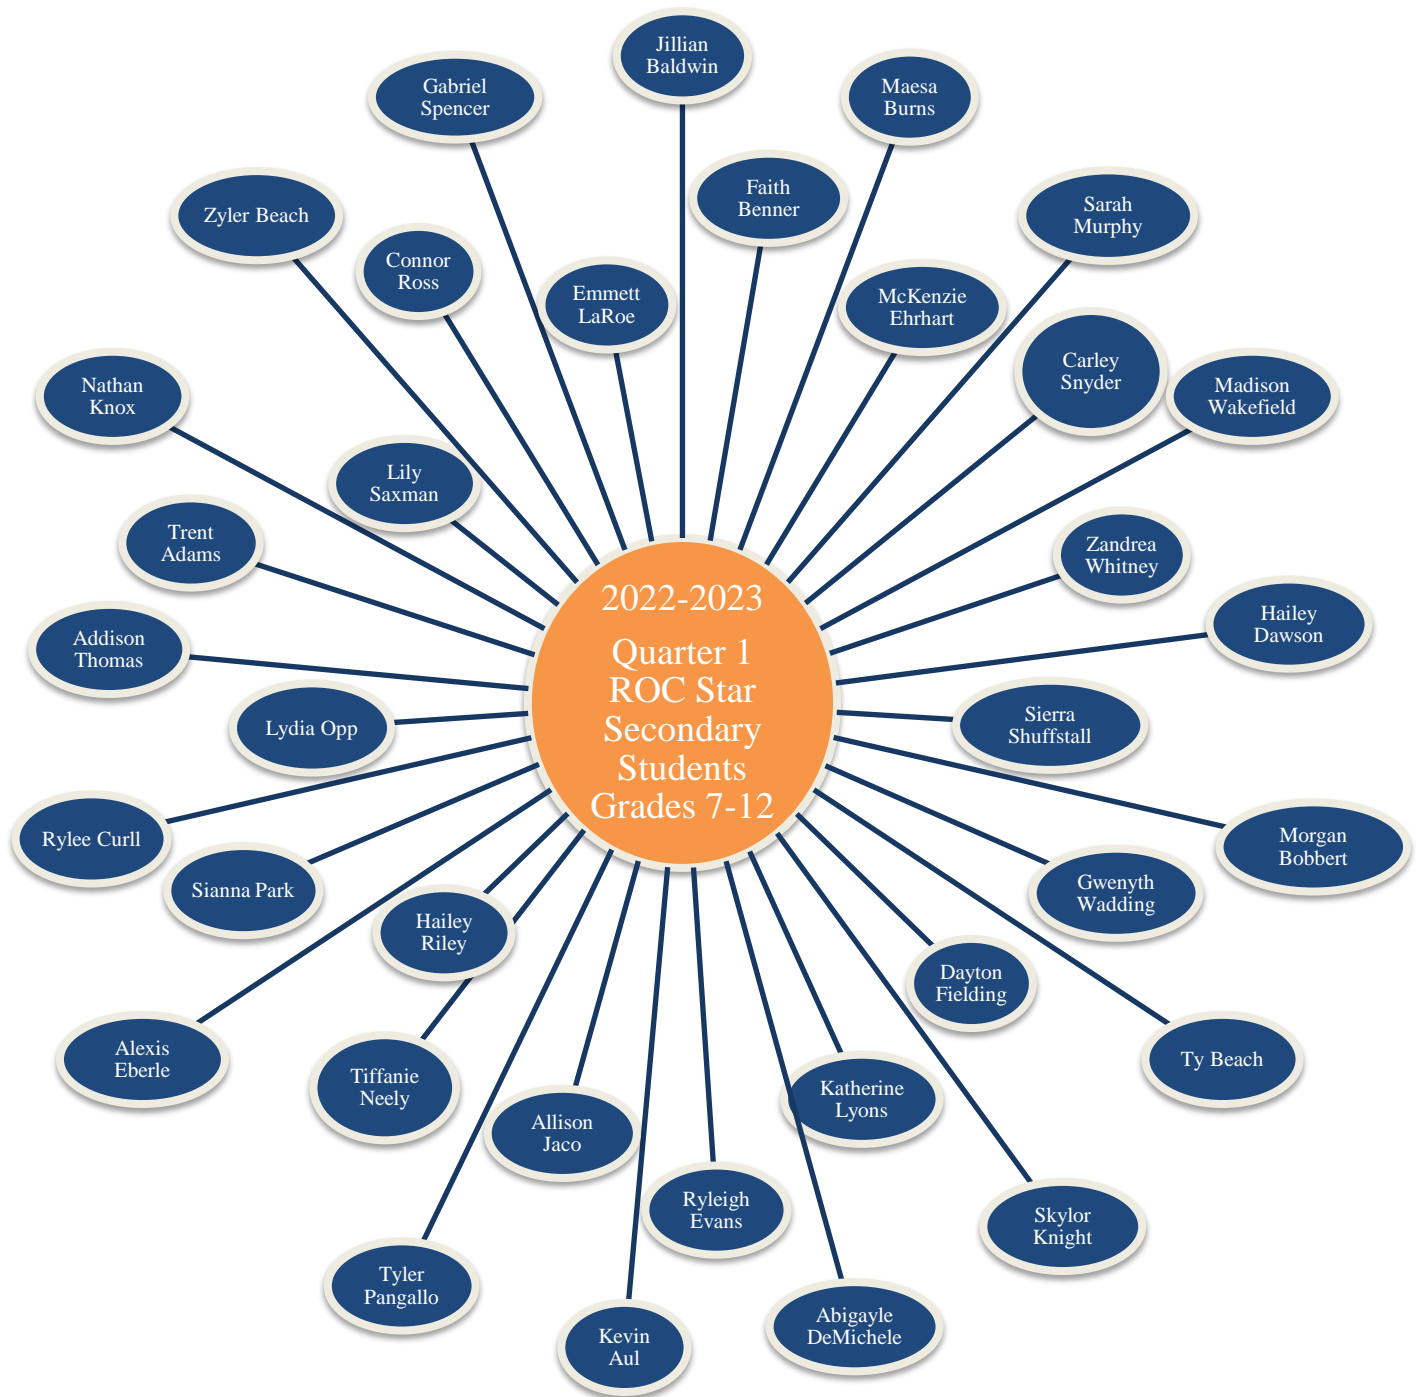 2022-2023
Quarter 1
ROC Star
Secondary
Students
Grades 7-12
Jillian
Baldwin
Faith
Benner
Maesa
Burns
McKenzie
Ehrhart
Sarah
Murphy
Carley
Snyder
Madison
Wakefield
Zandrea
Whitney
Hailey
Dawson
Sierra
Shuffstall
Morgan
Bobbert
Gwenyth
Wadding
Ty Beach
Dayton
Fielding
Skylor
Knight
Katherine
Lyons
Abigayle
DeMichele
Ryleigh
Evans
Kevin
Aul
Allison
Jaco
Tyler
Pangallo
Tiffanie
Neely
Hailey
Riley
Alexis
Eberle
Sianna Park
Rylee Curll
Lydia Opp
Addison
Thomas
Trent
Adams
Nathan
Knox
Lily
Saxman
Zyler Beach
Connor
Ross
Gabriel
Spencer
Emmett
LaRoe